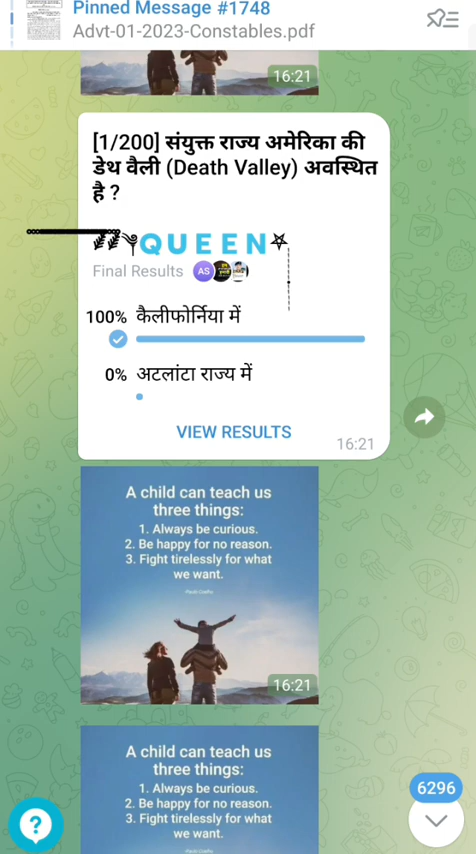 Pinned Message #1748
Advt-01-2023-Constables.pdf
16:21
[1/200] संयुक्त राज्य अमेरिका की
डेथ वैली (Death Valley) अवस्थित
है ?
QUEEN
Final Results AS
100% कैलीफोर्निया में
0% अटलांटा राज्य में
VIEW RESULTS
16:21
A child can teach us
three things:
1. Always be curious.
2. Be happy for no reason.
3. Fight tirelessly for what
we want.
Paulo Coelho
16:21
A child can teach us
three things:
1. Always be curious.
2. Be happy for no reason.
3. Fight tirelessly for what
we want.
Paulo Coelho
6296
?